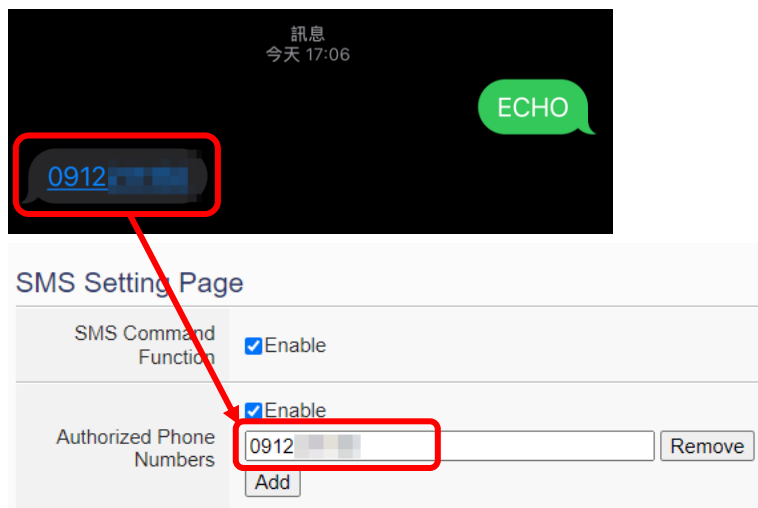 訊息
今天 17:06
ECHO
0912
SMS Setting Page
SMS Command
Function
Enable
Enable
Authorized Phone
Numbers
0912
Remove
Add